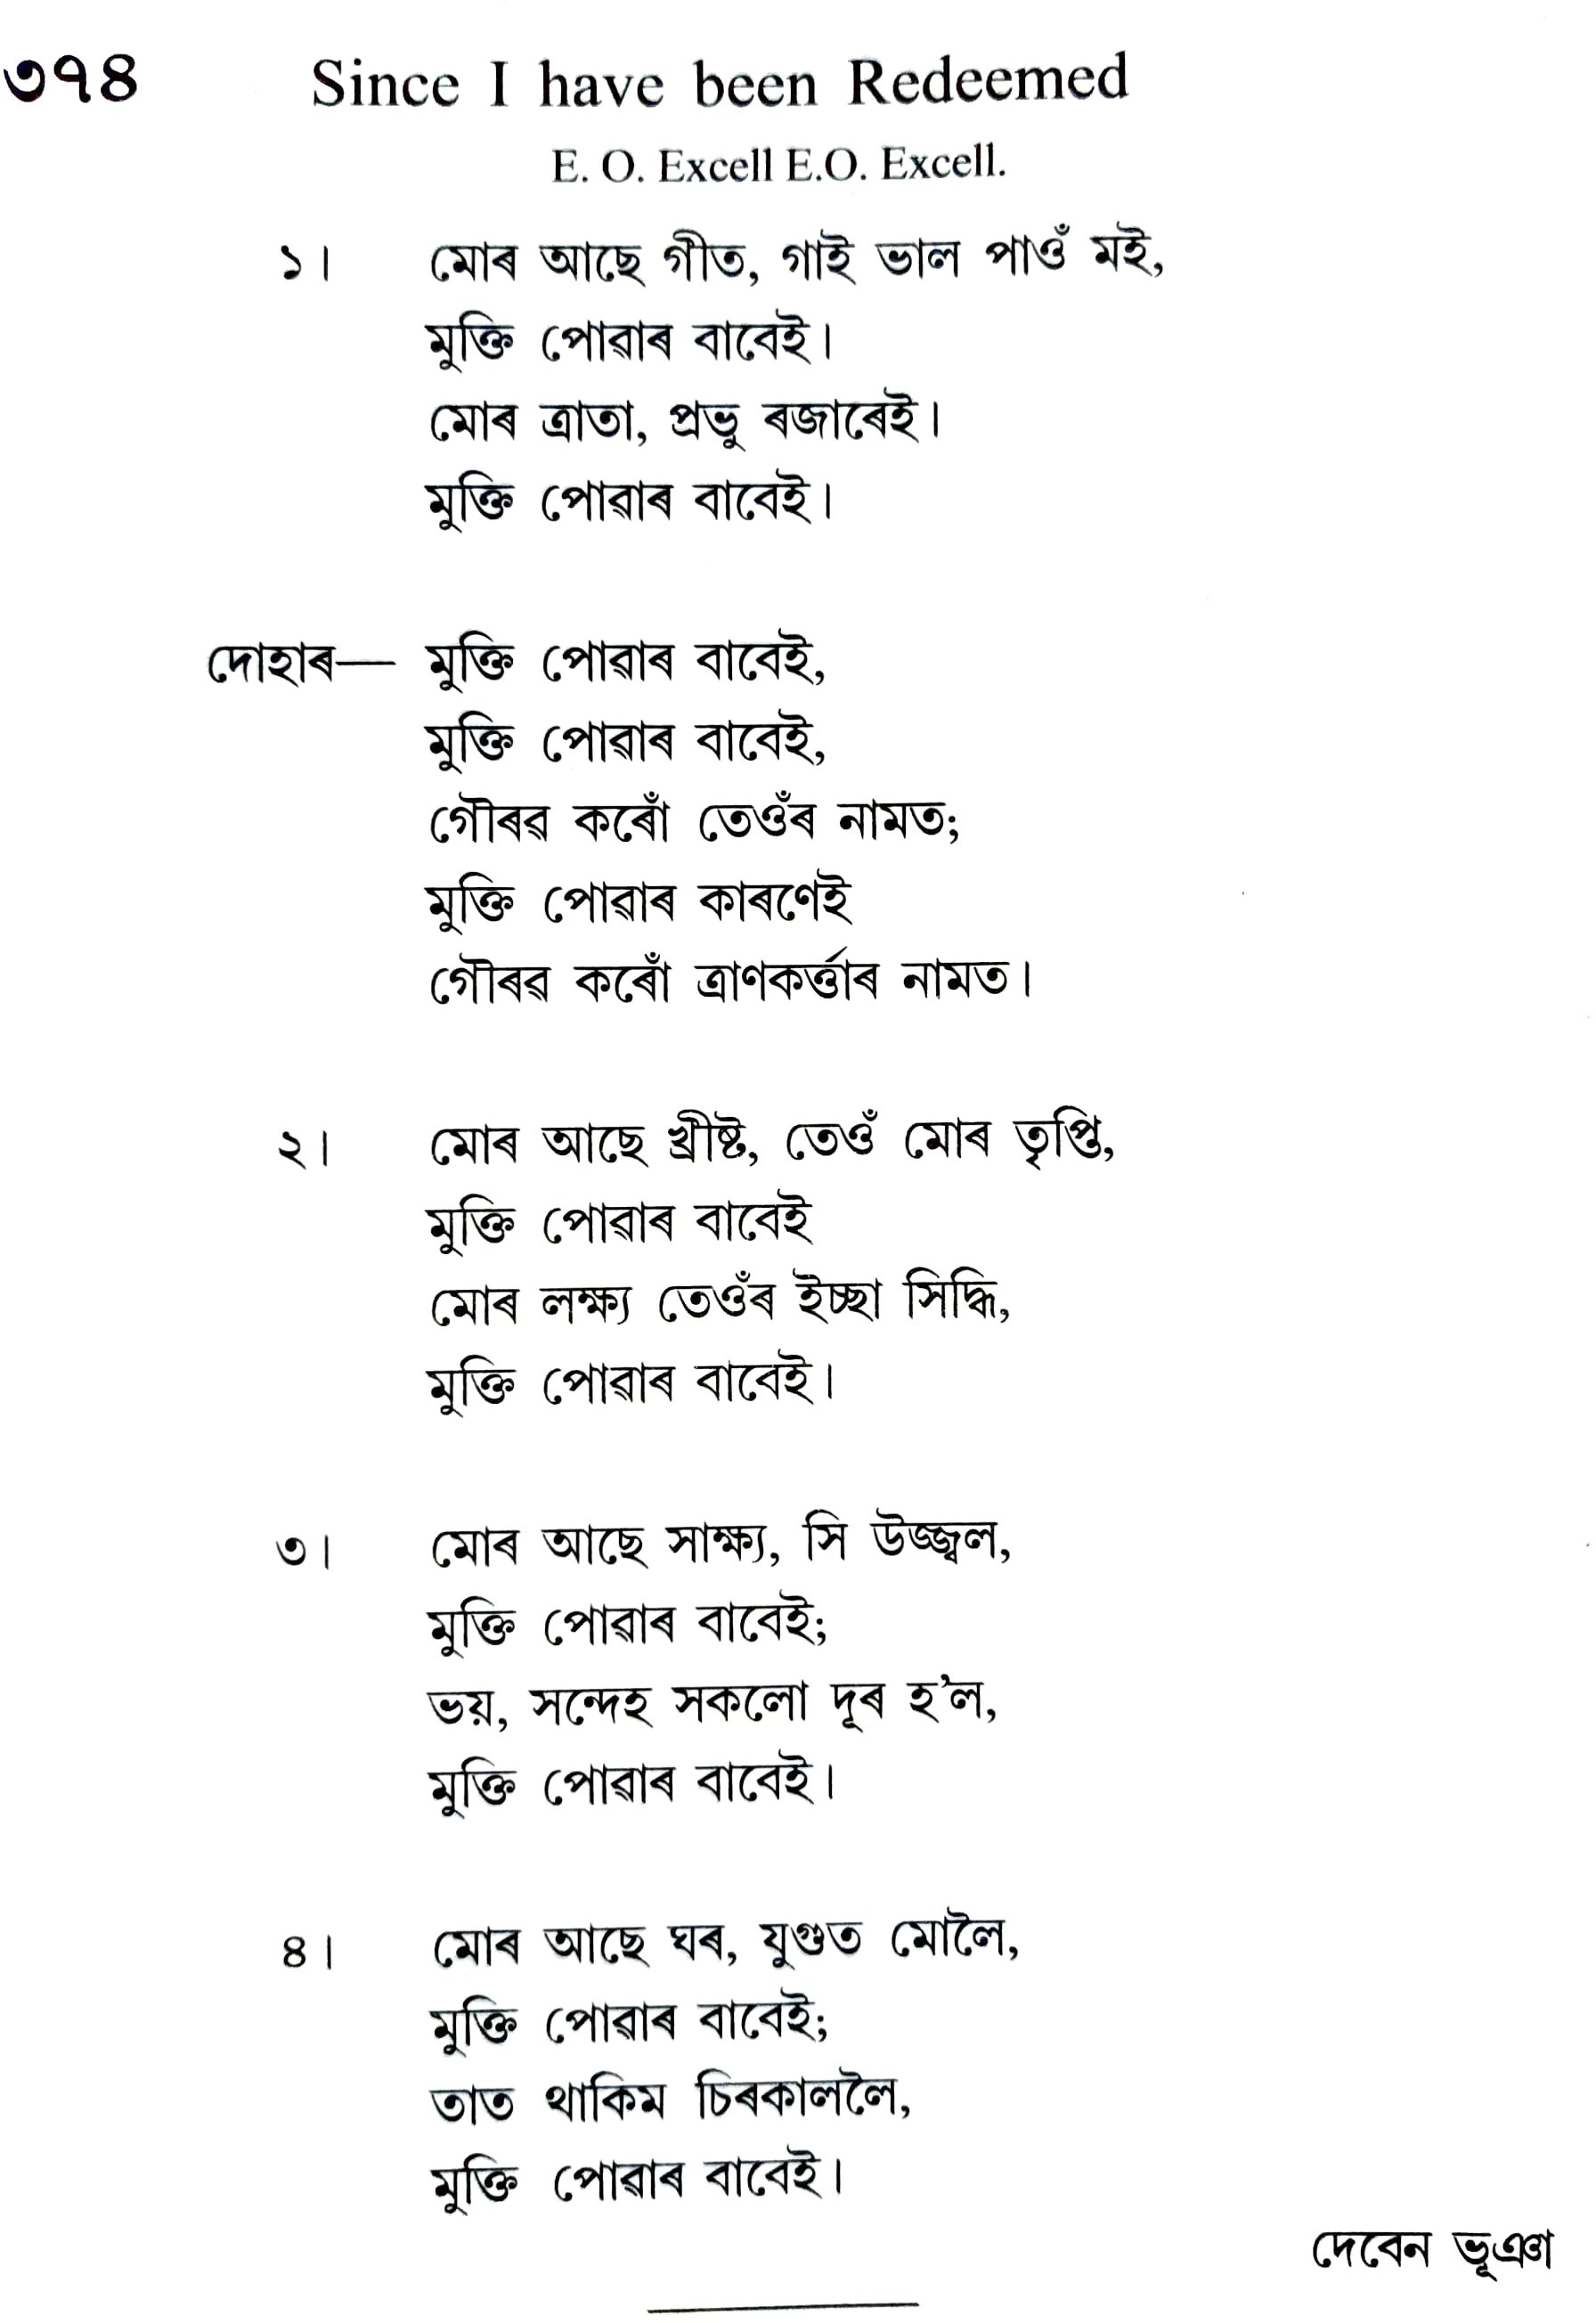 ৩৭৪ Since I have been Redeemed
E. O. Excell E.O. Excell.
১। মোৰ আছে গীত, গাই ভাল পাওঁ মই,
মুক্তি পোৱাৰ বাবেই।
মোৰ ত্ৰাতা, প্ৰভু ৰজাৰেই।
মুক্তি পোৱাৰ বাবেই।
দোহাৰ— মুক্তি পোৱাৰ বাবেই,
মুক্তি পোৱাৰ বাবেই,
গৌৰৱ কৰোঁ তেওঁৰ নামত;
মুক্তি পোৱাৰ কাৰণেই
গৌৰৱ কৰোঁ ত্ৰাণকৰ্ত্তাৰ নামত।
২। মোৰ আছে খ্ৰীষ্ট, তেওঁ মোৰ তৃপ্তি,
মুক্তি পোৱাৰ বাবেই
মোৰ লক্ষ্য তেওঁৰ ইচ্ছা সিদ্ধি,
মুক্তি পোৱাৰ বাবেই।
৩। মোৰ আছে সাক্ষ্য, সি উজ্জ্বল,
মুক্তি পোৱাৰ বাবেই;
ভয়, সন্দেহ সকলো দূৰ হ'ল,
মুক্তি পোৱাৰ বাবেই।
৪। মোৰ আছে ঘৰ, যুগুত মোলৈ,
মুক্তি পোৱাৰ বাবেই;
তাত থাকিম চিৰকাললৈ,
মুক্তি পোৱাৰ বাবেই।
দেবেন ভূঞা